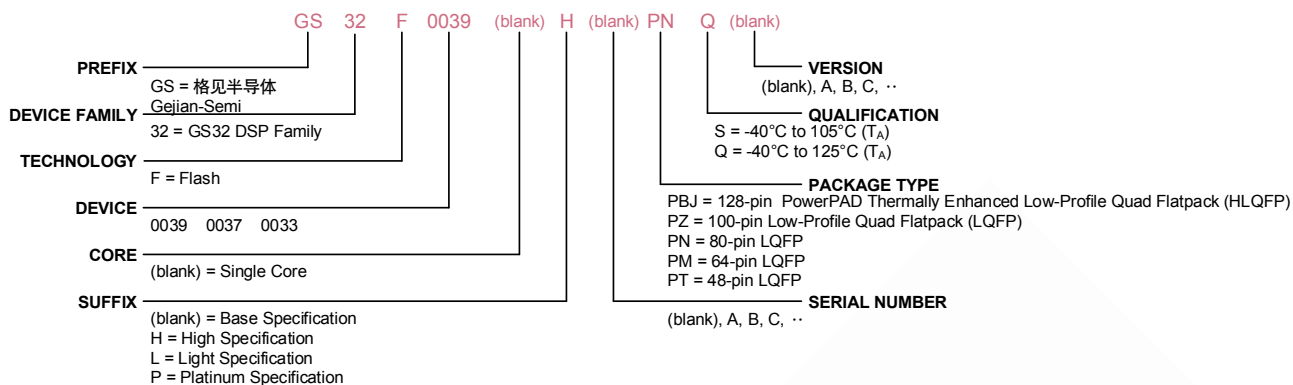 GS 32 F 0039 (blank) H (blank) PN Q (blank)
PREFIX
GS = 格见半导体
Gejian-Semi
DEVICE FAMILY
32 = GS32 DSP Family
TECHNOLOGY
F = Flash
DEVICE
0039 0037 0033
CORE
(blank) = Single Core
SUFFIX
(blank) = Base Specification
H = High Specification
L = Light Specification
P = Platinum Specification
VERSION
(blank), A, B, C, ··
QUALIFICATION
S = -40°C to 105°C (TA)
Q = -40°C to 125°C (TA)
PACKAGE TYPE
PBJ = 128-pin PowerPAD Thermally Enhanced Low-Profile Quad Flatpack (HLQFP)
PZ = 100-pin Low-Profile Quad Flatpack (LQFP)
PN = 80-pin LQFP
PM = 64-pin LQFP
PT = 48-pin LQFP
SERIAL NUMBER
(blank), A, B, C, ··